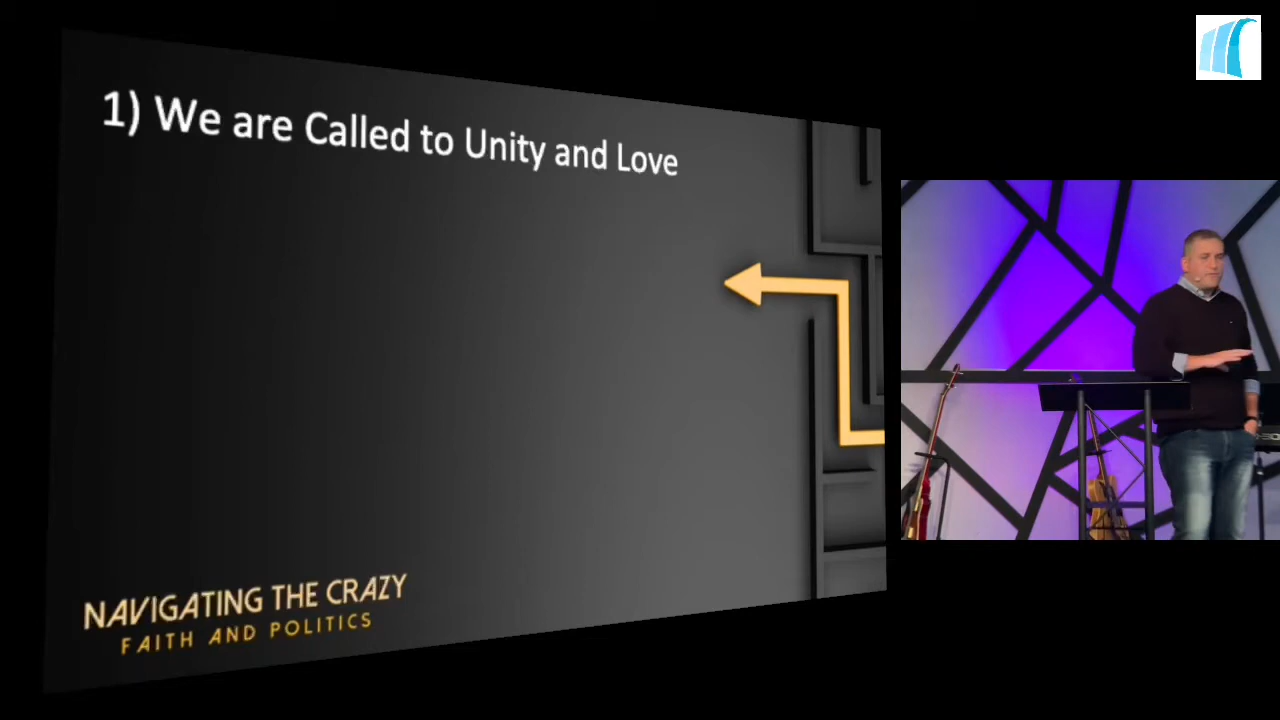 1) We are Called to Unity and Love
NAVIGATING THE CRAZY
FAITH AND POLITICS